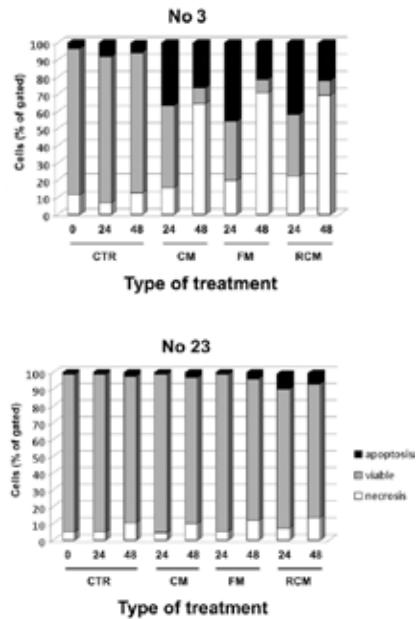 No 3
Cells (% of gated)
100
90
80
70
60
50
40
30
20
10
0
0 24 48 24 48 24 48 24 48
CTR CM FM RCM
Type of treatment
No 23
Cells (% of gated)
100
90
80
70
60
50
40
30
20
10
0
apoptosis
viable
necrosis
0 24 48 24 48 24 48 24 48
CTR CM FM RCM
Type of treatment